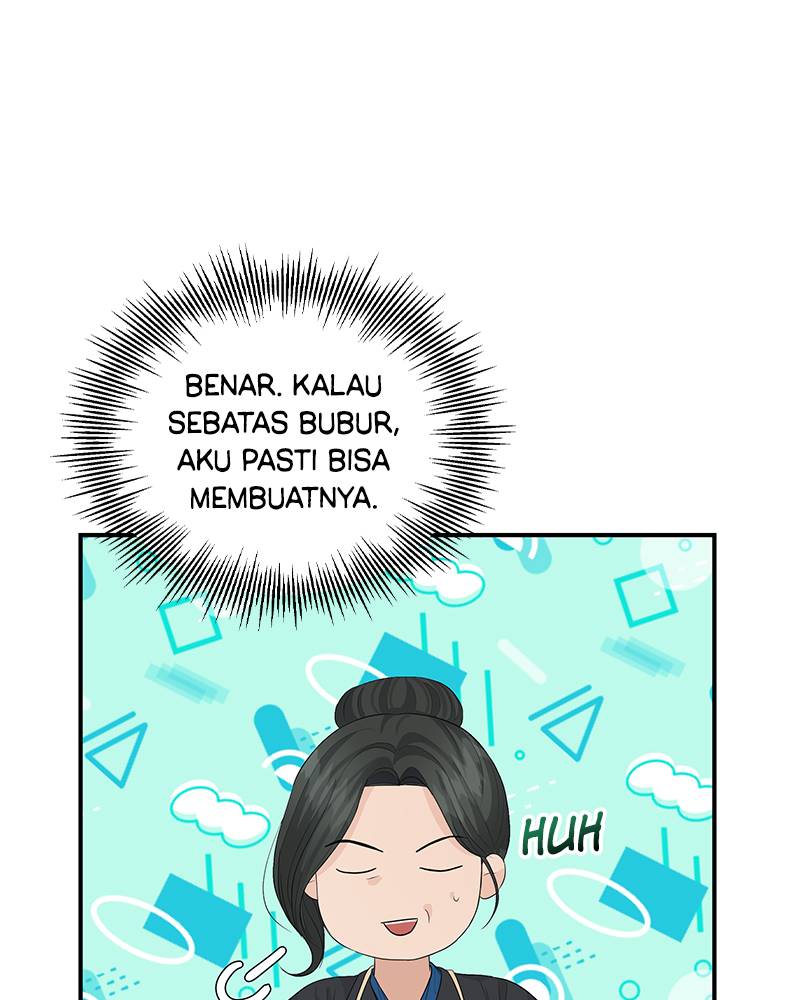 BENAR. KALAU
SEBATAS BUBUR,
AKU PASTI BISA
MEMBUATNYA.
HUH